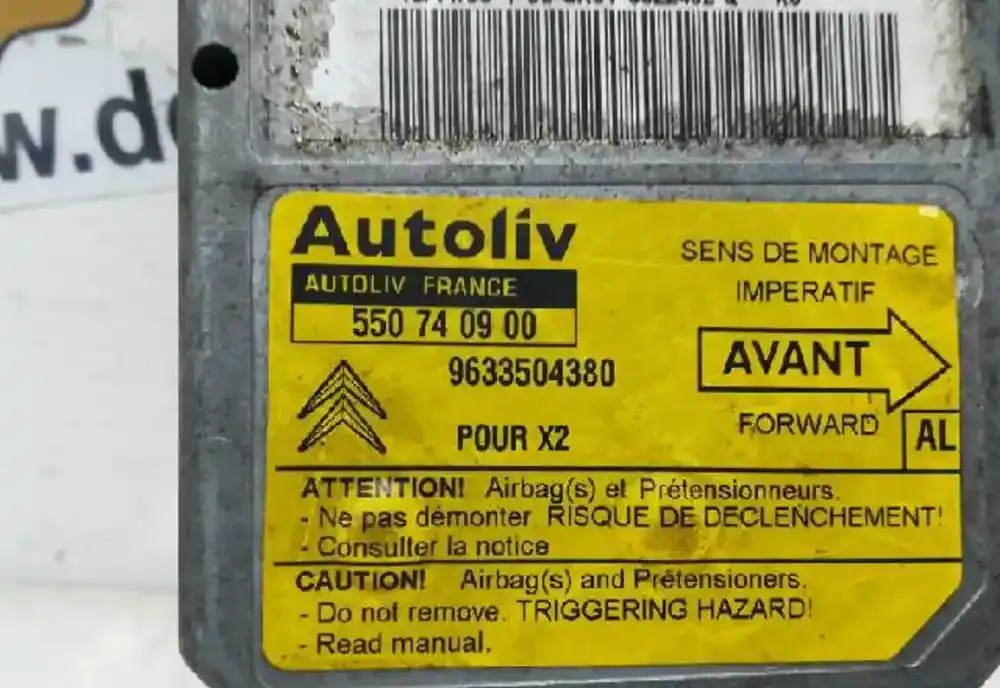 w.d
Autoliv
AUTOLIV FRANCE
550 74 09 00
9633504380
POUR X2
SENS DE MONTAGE
IMPERATIF
AVANT
FORWARD
AL
ATTENTION! Airbag(s) et Prétensionneurs.
- Ne pas démonter. RISQUE DE DECLENCHEMENT!
- Consulter la notice
CAUTION! Airbag(s) and Prétensioners.
- Do not remove. TRIGGERING HAZARD!
- Read manual.